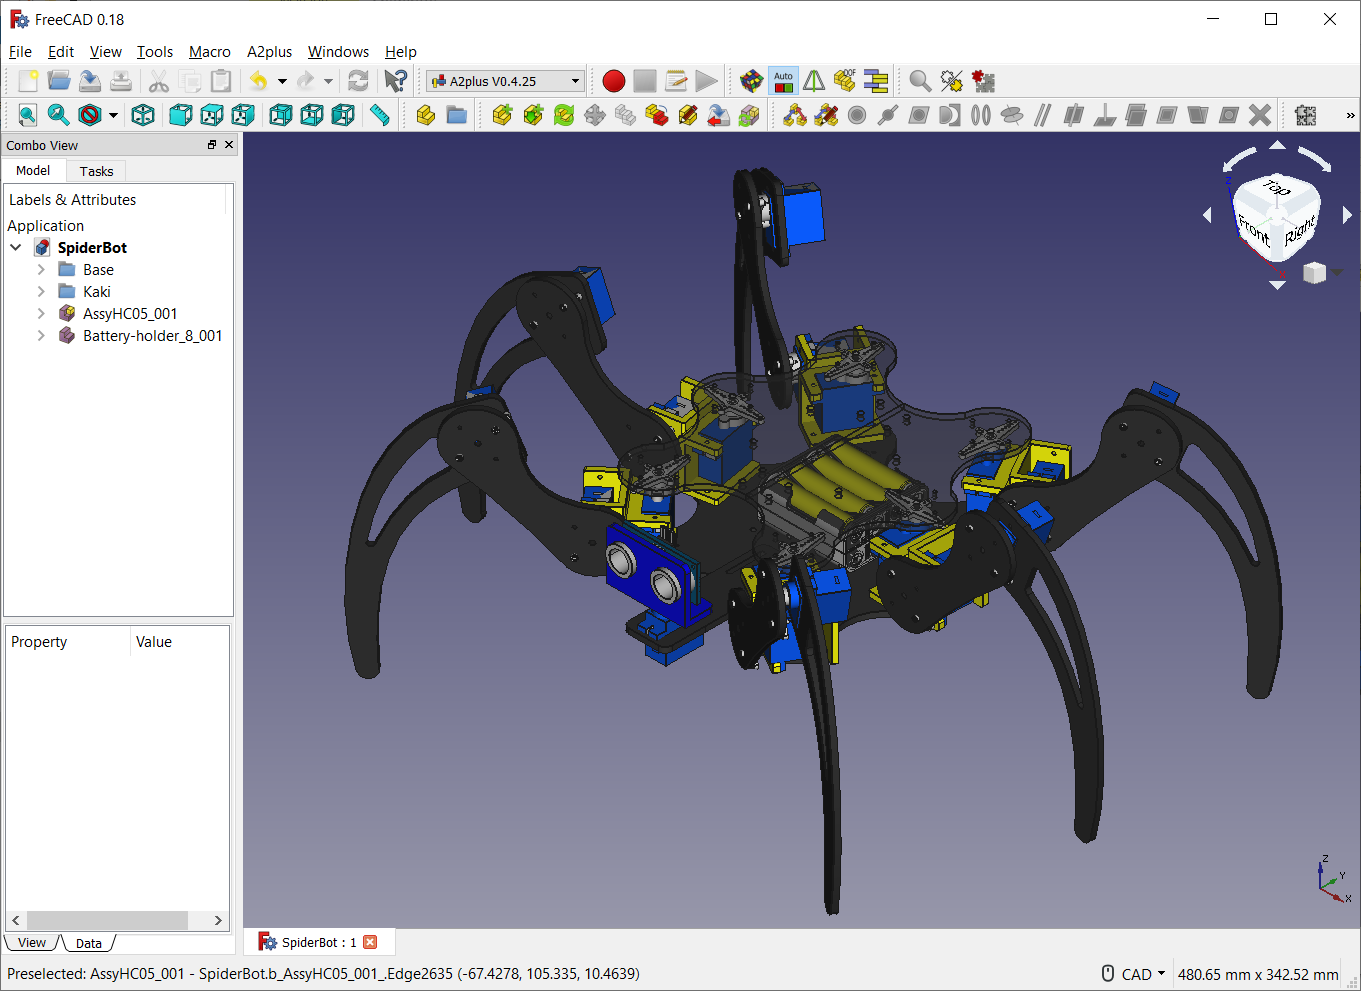 FreeCAD 0.18
File Edit View Tools Macro A2plus Windows Help
A2plus V0.4.25
Auto
DOF
»
Combo View
Model Tasks
Labels & Attributes
Application
SpiderBot
Base
Kaki
AssyHC05_001
Battery-holder_8_001
Property Value
View Data
Top
Front
Right
Z
X
Z
Y
X
SpiderBot : 1
Preselected: AssyHC05_001 - SpiderBot.b_AssyHC05_001_.Edge2635 (-67.4278, 105.335, 10.4639)
CAD
480.65 mm x 342.52 mm